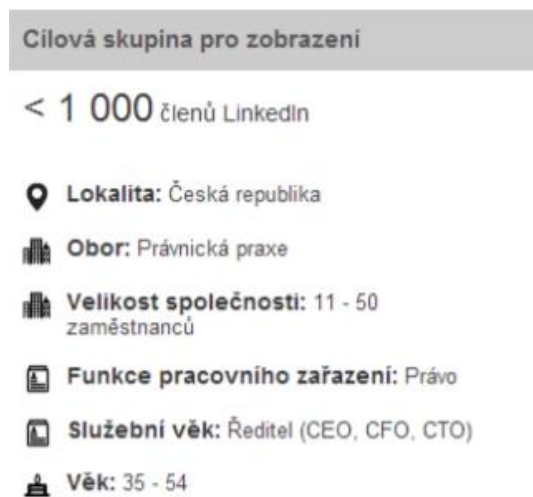 Cílová skupina pro zobrazení
< 1 000 členů LinkedIn
Lokalita: Česká republika
Obor: Právnická praxe
Velikost společnosti: 11 - 50
zaměstnanců
Funkce pracovního zařazení: Právo
Služební věk: Ředitel (CEO, CFO, CTO)
Věk: 35 - 54